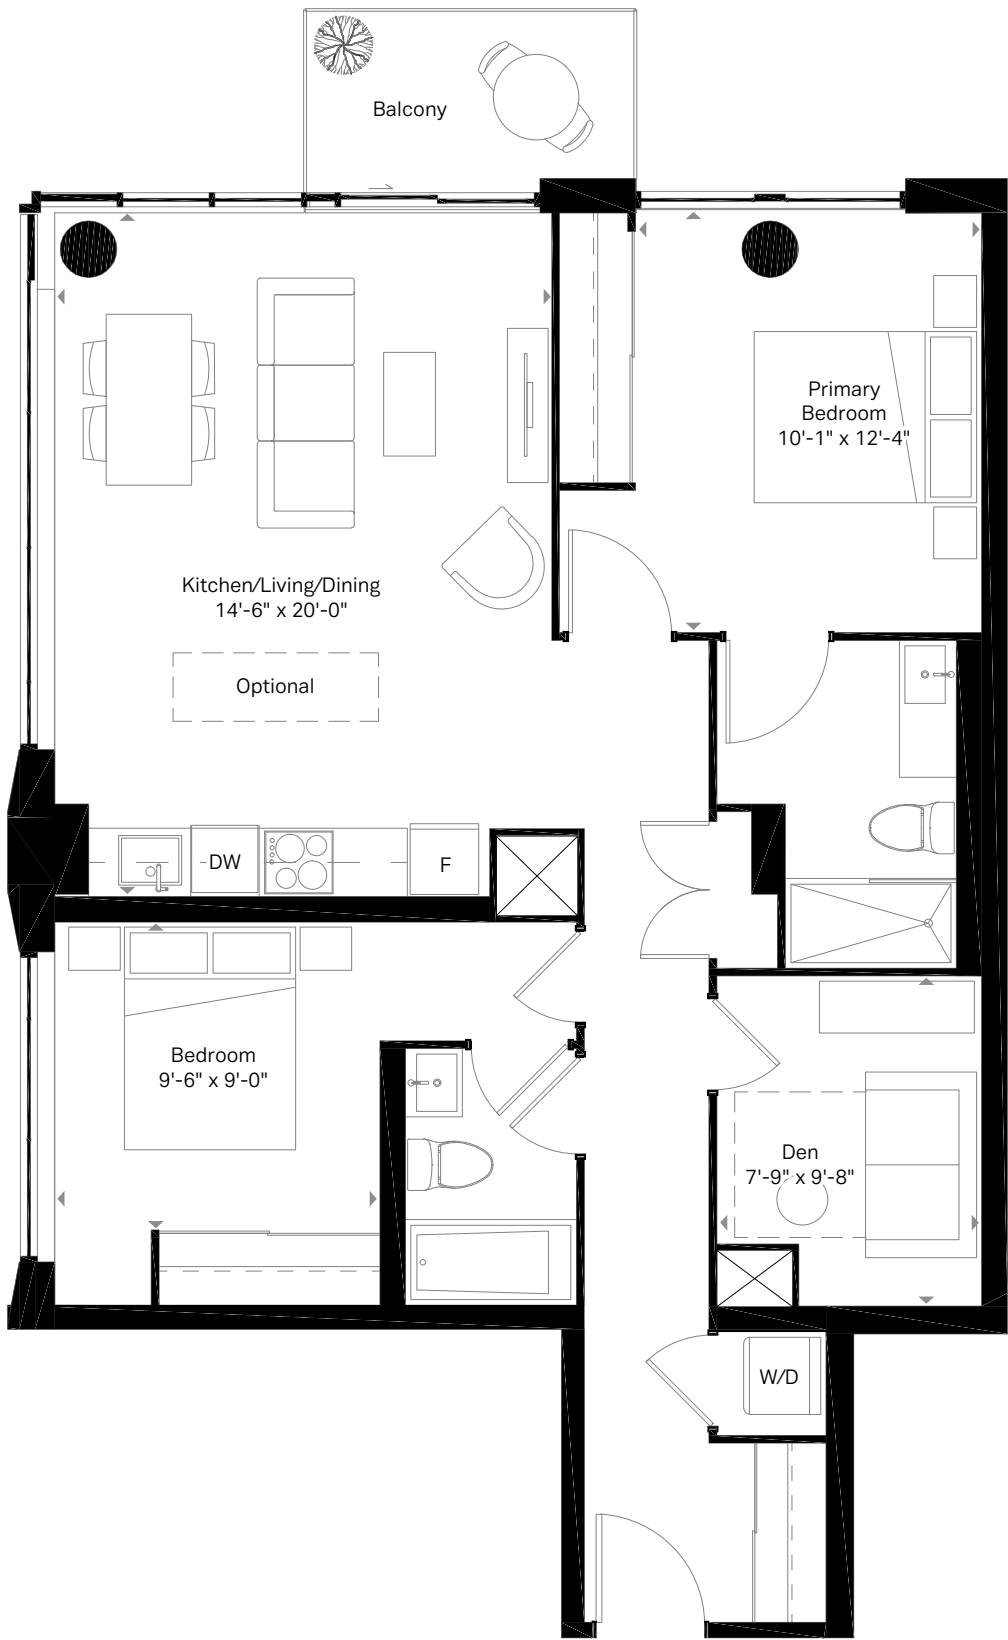 Balcony
Primary
Bedroom
10'-1" x 12'-4"
Kitchen/Living/Dining
14'-6" x 20'-0"
Optional
DW
F
Bedroom
9'-6" x 9'-0"
Den
7'-9" x 9'-8"
W/D